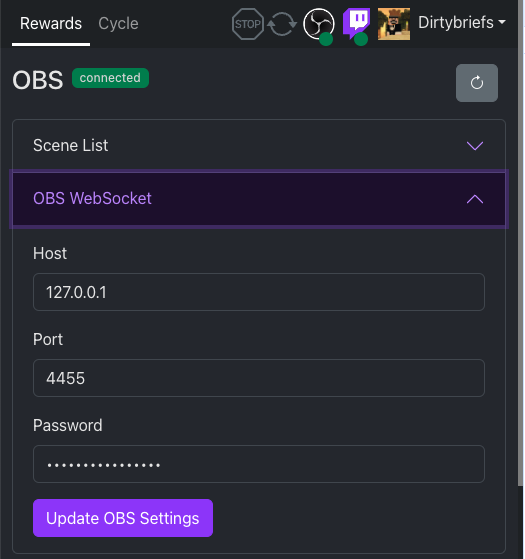 Rewards Cycle STOP Dirtybriefs
OBS connected
Scene List
OBS WebSocket
Host
127.0.0.1
Port
4455
Password
••••••••••••••••
Update OBS Settings